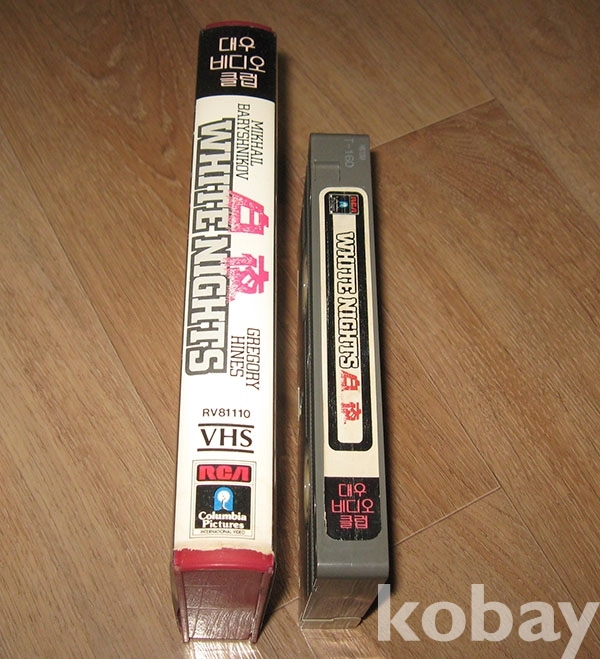 대우
비디오
클럽
MIKHAIL
BARYSHNIKOV
WHITE NIGHTS
白夜
GREGORY
HINES
RV81110
VHS
RCA
Columbia
Pictures
INTERNATIONAL VIDEO
T-160
RCA
WHITE NIGHTS
白夜
대우
비디오
클럽
kobay